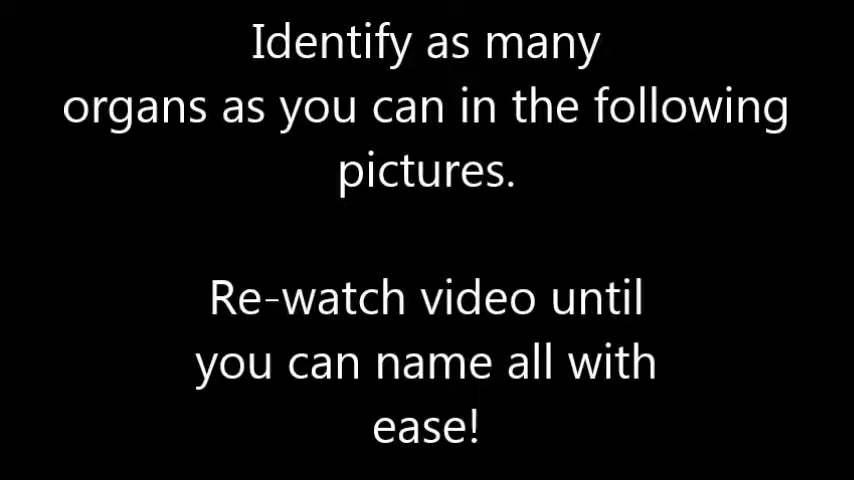 Identify as many
organs as you can in the following
pictures.
Re-watch video until
you can name all with
ease!